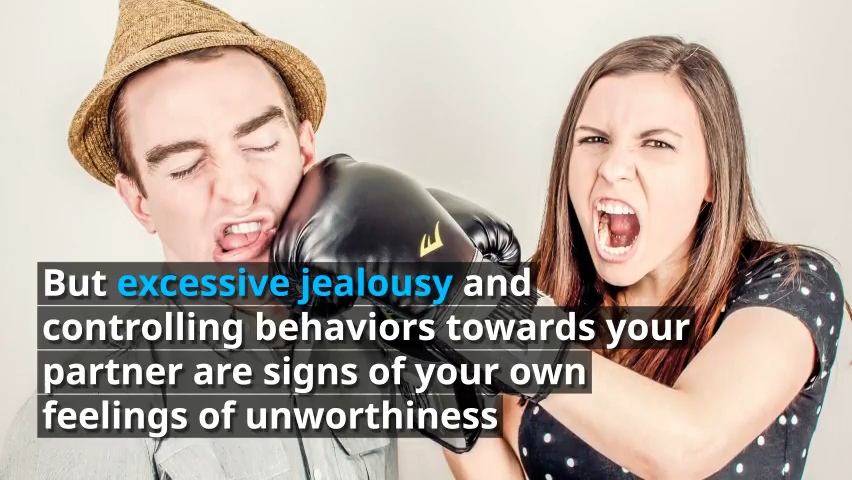 But excessive jealousy and
controlling behaviors towards your
partner are signs of your own
feelings of unworthiness